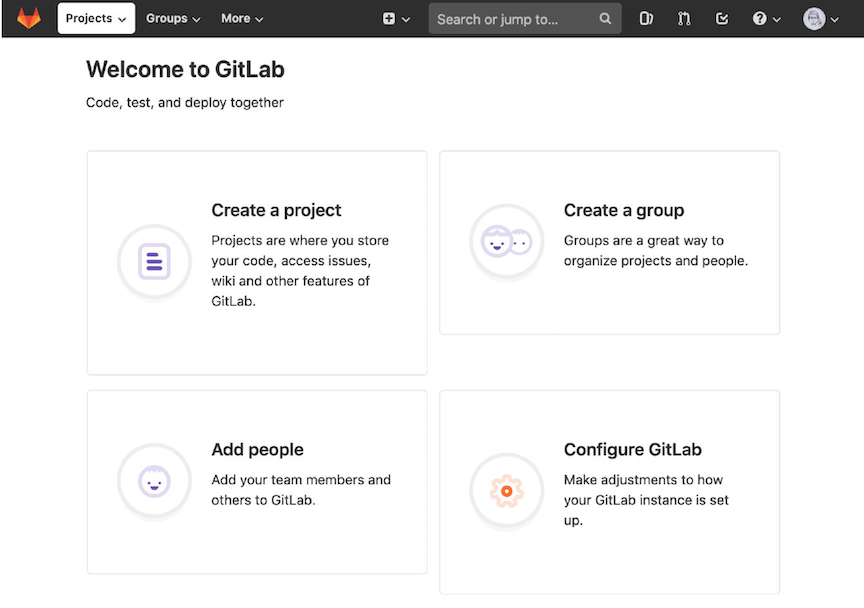 Projects Groups More Search or jump to...
Welcome to GitLab
Code, test, and deploy together
Create a project
Projects are where you store
your code, access issues,
wiki and other features of
GitLab.
Create a group
Groups are a great way to
organize projects and people.
Add people
Add your team members and
others to GitLab.
Configure GitLab
Make adjustments to how
your GitLab instance is set
up.